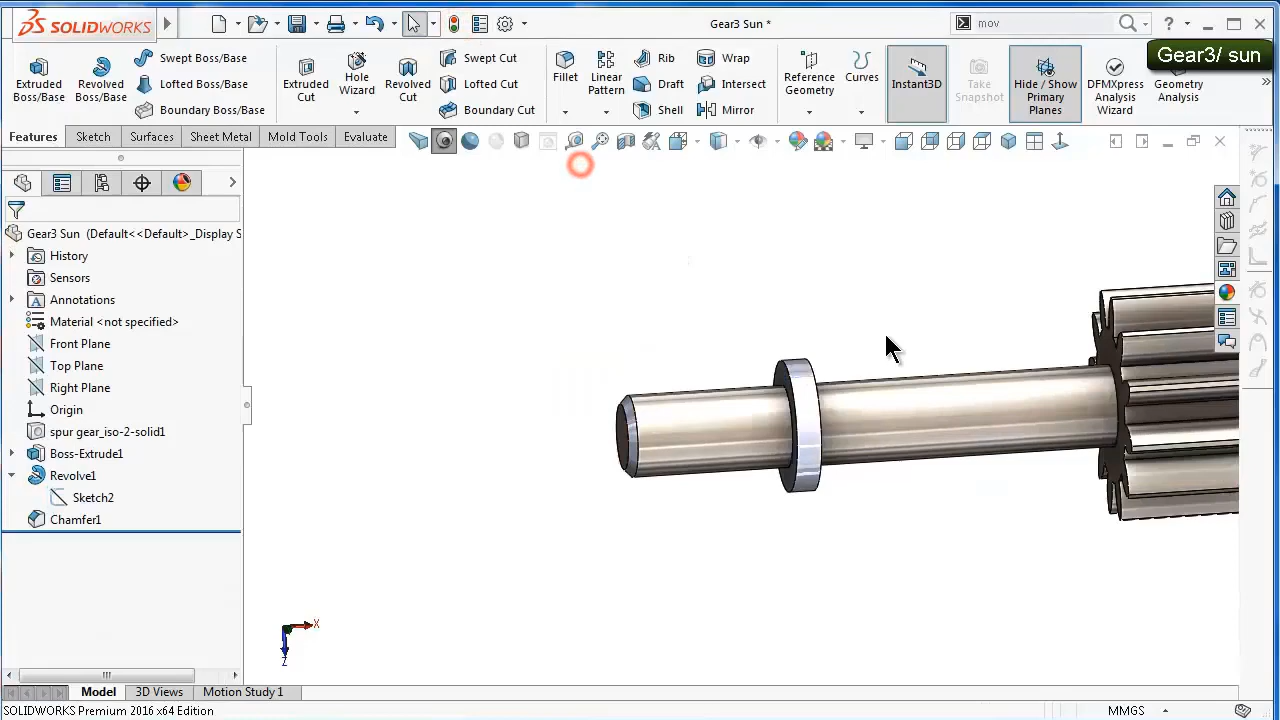 SOLIDWORKS
Gear3 Sun *
mov
Gear3/ sun
Extruded Boss/Base
Revolved Boss/Base
Swept Boss/Base
Lofted Boss/Base
Boundary Boss/Base
Extruded Cut
Hole Wizard
Revolved Cut
Swept Cut
Lofted Cut
Boundary Cut
Fillet
Linear Pattern
Rib
Draft
Shell
Wrap
Intersect
Mirror
Reference Geometry
Curves
Instant3D
Take Snapshot
Hide / Show Primary Planes
DFMXpress Analysis Wizard
Geometry Analysis
Features
Sketch
Surfaces
Sheet Metal
Mold Tools
Evaluate
Gear3 Sun (Default<<Default>_Display S
History
Sensors
Annotations
Material <not specified>
Front Plane
Top Plane
Right Plane
Origin
spur gear_iso-2-solid1
Boss-Extrude1
Revolve1
Sketch2
Chamfer1
X
Z
Model
3D Views
Motion Study 1
SOLIDWORKS Premium 2016 x64 Edition
MMGS